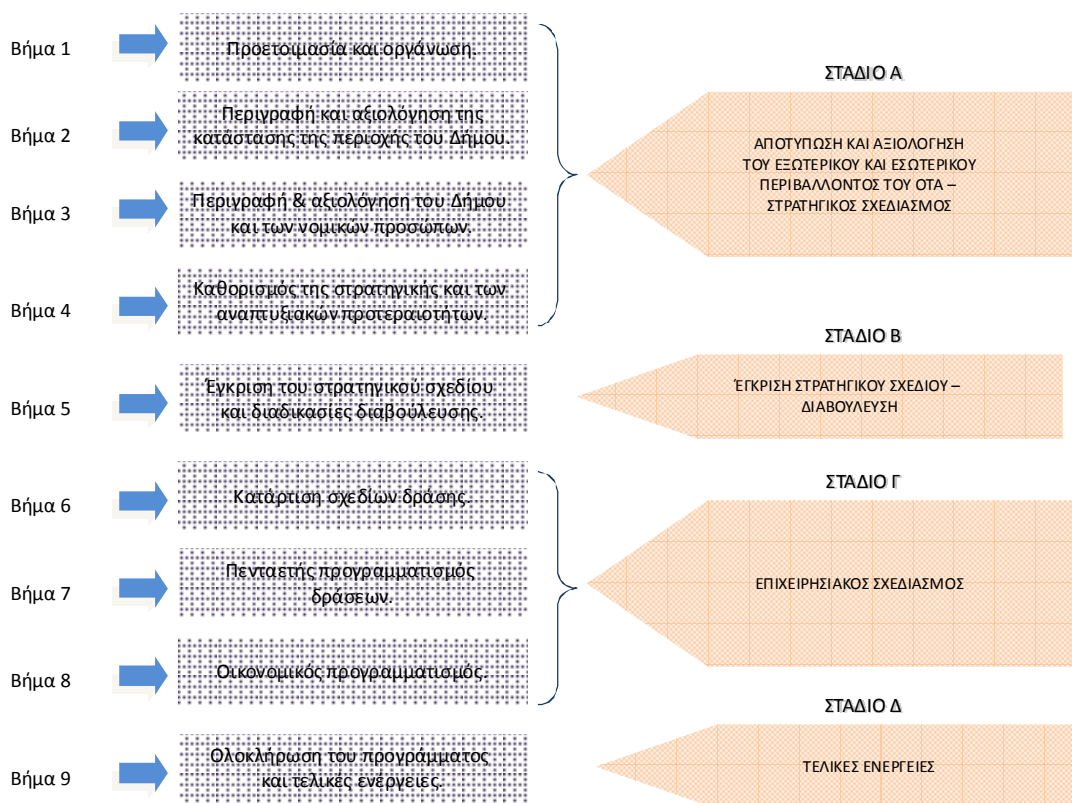 Βήμα 1
Προετοιμασία και οργάνωση.
Βήμα 2
Περιγραφή και αξιολόγηση της
κατάστασης της περιοχής του Δήμου.
Βήμα 3
Περιγραφή & αξιολόγηση του Δήμου
και των νομικών προσώπων.
Βήμα 4
Καθορισμός της στρατηγικής και των
αναπτυξιακών προτεραιοτήτων.
ΣΤΑΔΙΟ Α
ΑΠΟΤΥΠΩΣΗ ΚΑΙ ΑΞΙΟΛΟΓΗΣΗ
ΤΟΥ ΕΞΩΤΕΡΙΚΟΥ ΚΑΙ ΕΣΩΤΕΡΙΚΟΥ
ΠΕΡΙΒΑΛΛΟΝΤΟΣ ΤΟΥ ΟΤΑ –
ΣΤΡΑΤΗΓΙΚΟΣ ΣΧΕΔΙΑΣΜΟΣ
Βήμα 5
Έγκριση του στρατηγικού σχεδίου
και διαδικασίες διαβούλευσης.
ΣΤΑΔΙΟ Β
ΈΓΚΡΙΣΗ ΣΤΡΑΤΗΓΙΚΟΥ ΣΧΕΔΙΟΥ –
ΔΙΑΒΟΥΛΕΥΣΗ
Βήμα 6
Κατάρτιση σχεδίων δράσης.
Βήμα 7
Πενταετής προγραμματισμός
δράσεων.
Βήμα 8
Οικονομικός προγραμματισμός.
ΣΤΑΔΙΟ Γ
ΕΠΙΧΕΙΡΗΣΙΑΚΟΣ ΣΧΕΔΙΑΣΜΟΣ
Βήμα 9
Ολοκλήρωση του προγράμματος
και τελικές ενέργειες.
ΣΤΑΔΙΟ Δ
ΤΕΛΙΚΕΣ ΕΝΕΡΓΕΙΕΣ